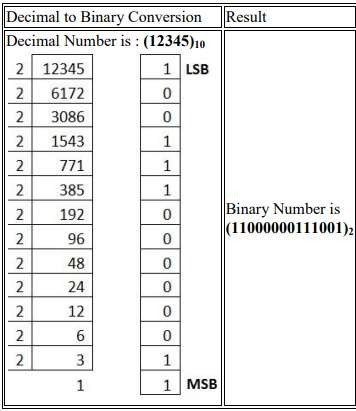 Decimal to Binary Conversion Result
Decimal Number is : (12345)₁₀
2 12345 1 LSB
2 6172 0
2 3086 0
2 1543 1
2 771 1
2 385 1
2 192 0
2 96 0
2 48 0
2 24 0
2 12 0
2 6 0
2 3 1
1 1 MSB
Binary Number is
(11000000111001)₂